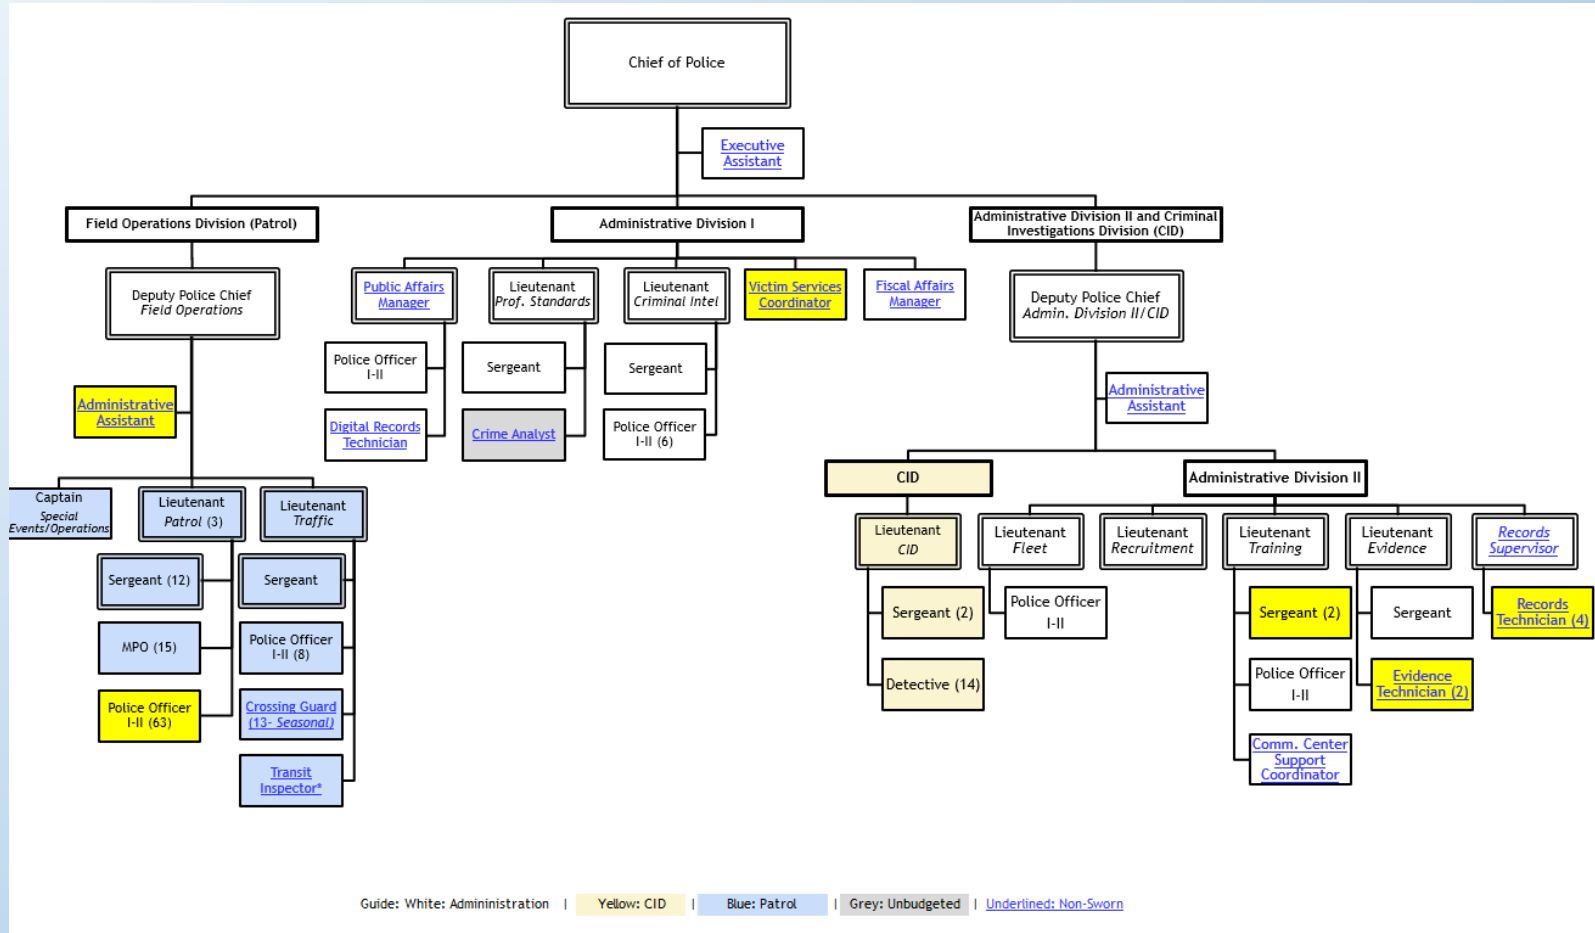 Chief of Police
Executive
Assistant
Field Operations Division (Patrol)
Administrative Division I
Administrative Division II and Criminal
Investigations Division (CID)
Deputy Police Chief
Field Operations
Public Affairs
Manager
Lieutenant
Prof. Standards
Lieutenant
Criminal Intel
Victim Services
Coordinator
Fiscal Affairs
Manager
Deputy Police Chief
Admin. Division II/CID
Police Officer
I-II
Sergeant
Sergeant
Administrative
Assistant
Administrative
Assistant
Digital Records
Technician
Crime Analyst
Police Officer
I-II (6)
CID
Administrative Division II
Captain
Special
Events/Operations
Lieutenant
Patrol (3)
Lieutenant
Traffic
Lieutenant
CID
Lieutenant
Fleet
Lieutenant
Recruitment
Lieutenant
Training
Lieutenant
Evidence
Records
Supervisor
Sergeant (12)
Sergeant
Sergeant (2)
Police Officer
I-II
Sergeant (2)
Sergeant
Records
Technician (4)
MPO (15)
Police Officer
I-II (8)
Detective (14)
Police Officer
I-II
Evidence
Technician (2)
Police Officer
I-II (63)
Crossing Guard
(13- Seasonal)
Comm. Center
Support
Coordinator
Transit
Inspector*
Guide: White: Admininistration | Yellow: CID | Blue: Patrol | Grey: Unbudgeted | Underlined: Non-Sworn